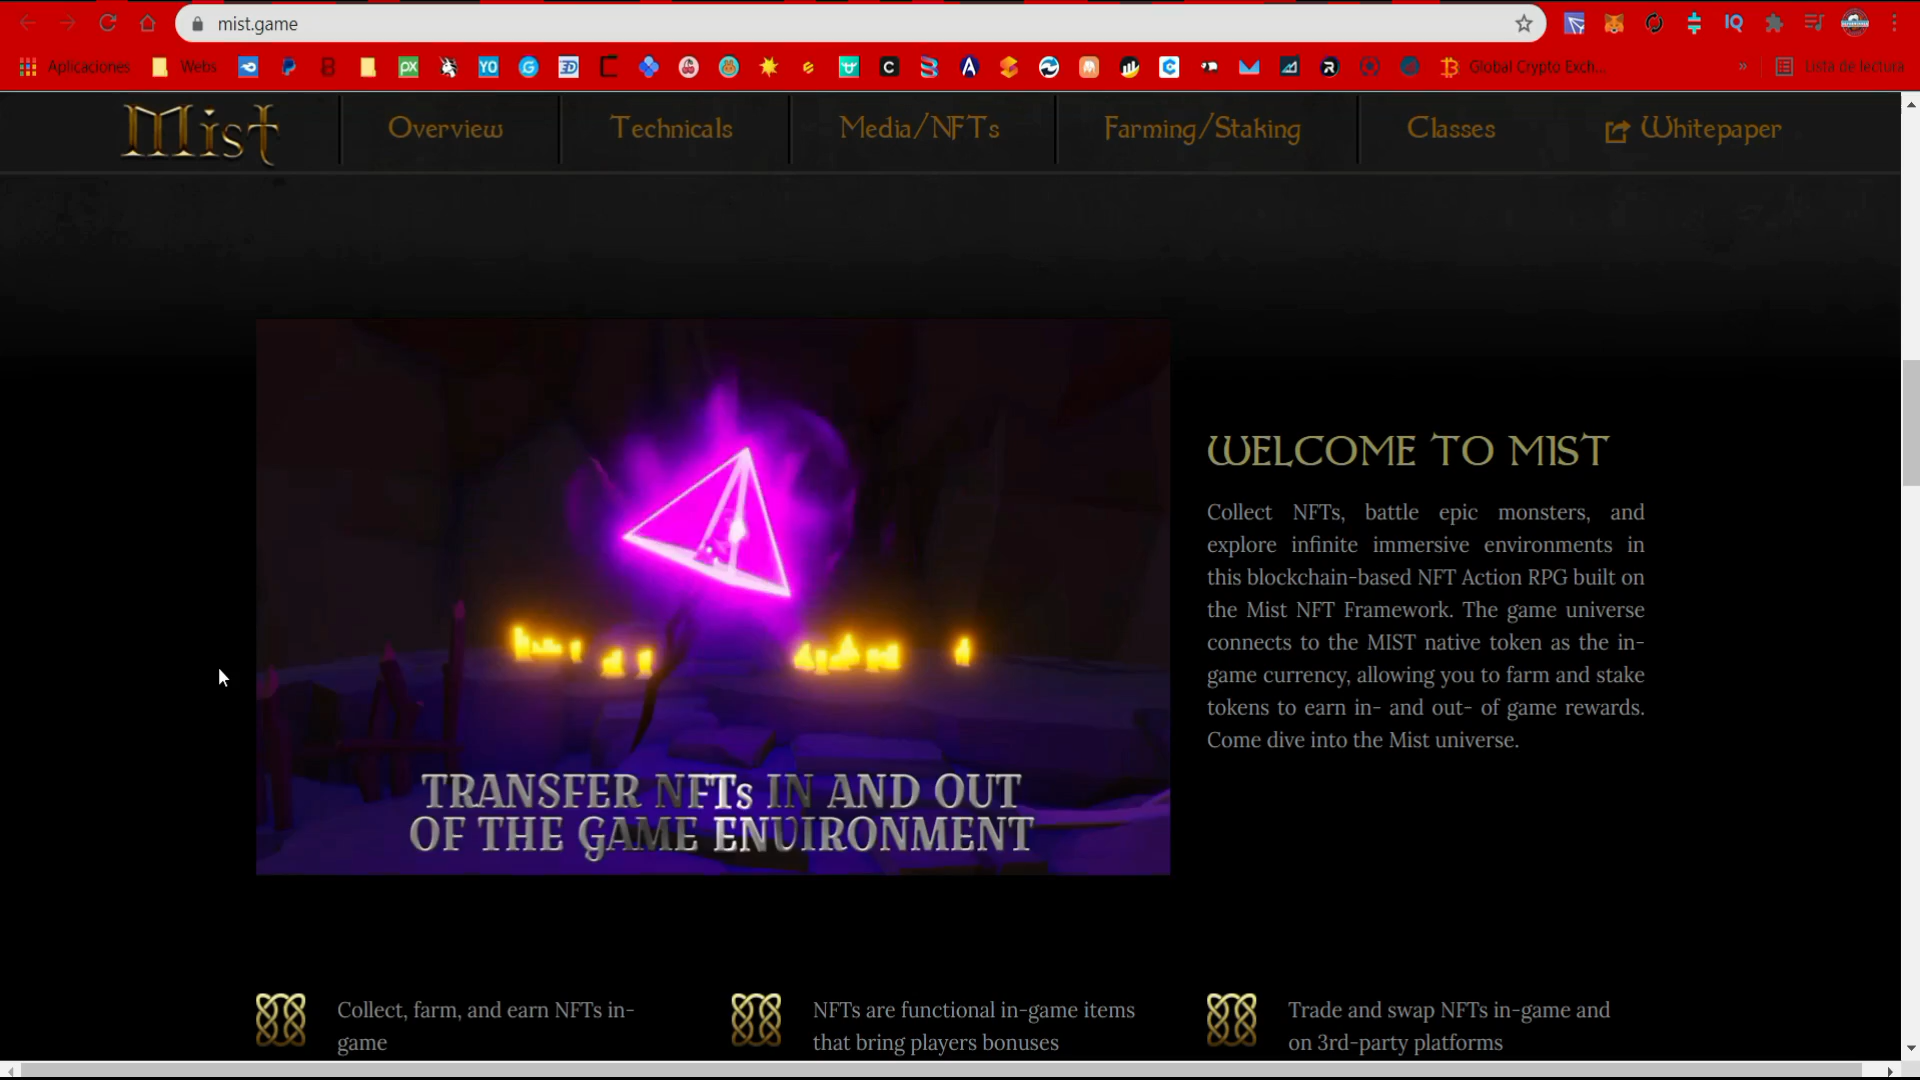 mist.game
Aplicaciones
Webs
PX
YO
3D
IQ
Global Crypto Exch...
Lista de lectura
Mist
Overview
Technicals
Media/NFTs
Farming/Staking
Classes
Whitepaper
TRANSFER NFTs IN AND OUT
OF THE GAME ENVIRONMENT
WELCOME TO MIST
Collect NFTs, battle epic monsters, and
explore infinite immersive environments in
this blockchain-based NFT Action RPG built on
the Mist NFT Framework. The game universe
connects to the MIST native token as the in-
game currency, allowing you to farm and stake
tokens to earn in- and out- of game rewards.
Come dive into the Mist universe.
Collect, farm, and earn NFTs in-
game
NFTs are functional in-game items
that bring players bonuses
Trade and swap NFTs in-game and
on 3rd-party platforms